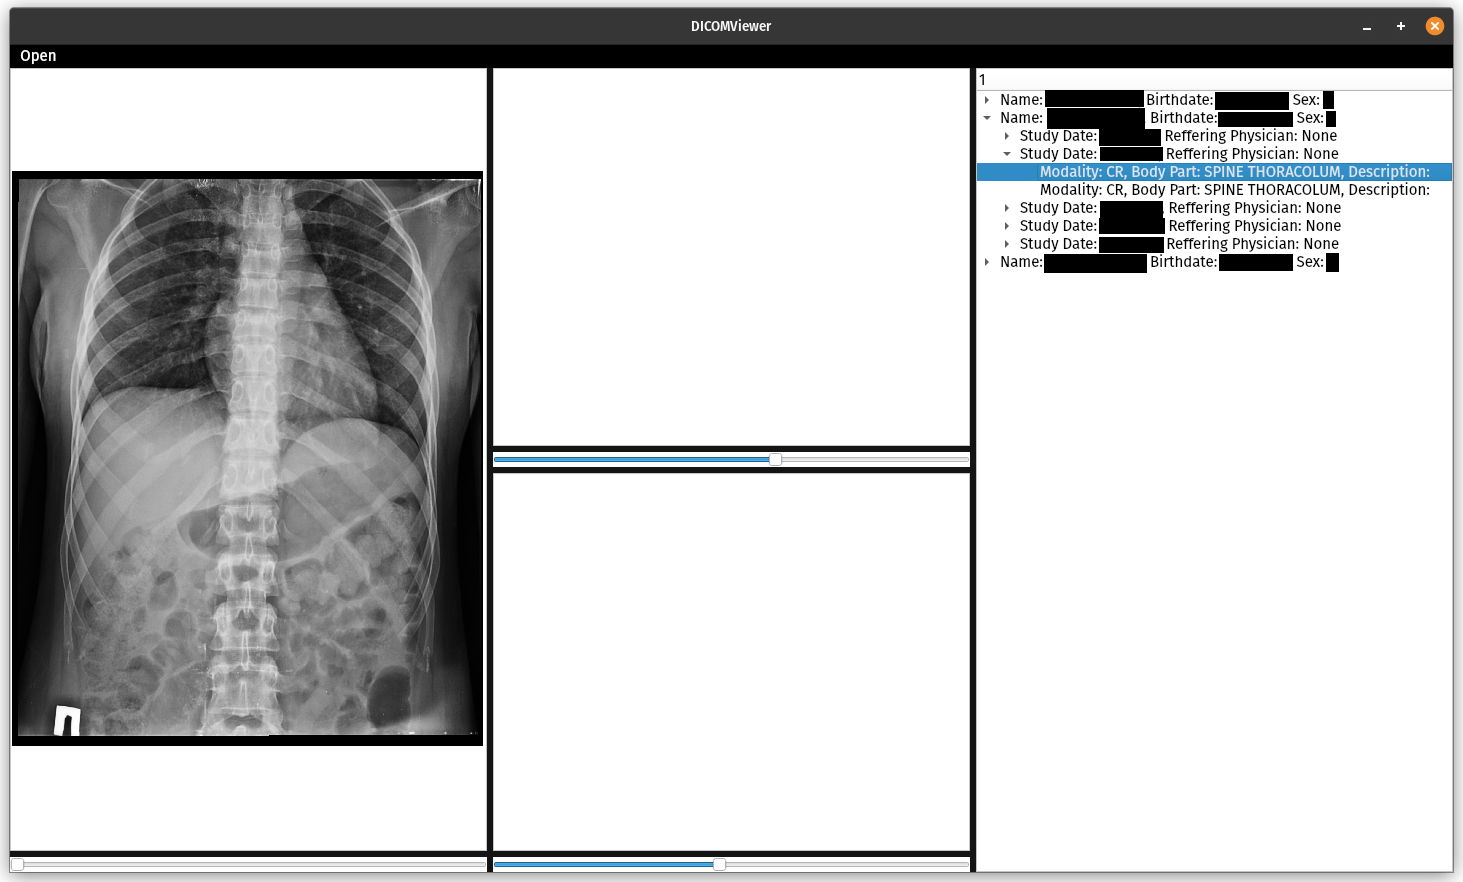 DICOMViewer
Open
1
Name: Birthdate: Sex:
Name: Birthdate: Sex:
Study Date: Reffering Physician: None
Study Date: Reffering Physician: None
Modality: CR, Body Part: SPINE THORACOLUM, Description:
Modality: CR, Body Part: SPINE THORACOLUM, Description:
Study Date: Reffering Physician: None
Study Date: Reffering Physician: None
Study Date: Reffering Physician: None
Name: Birthdate: Sex: